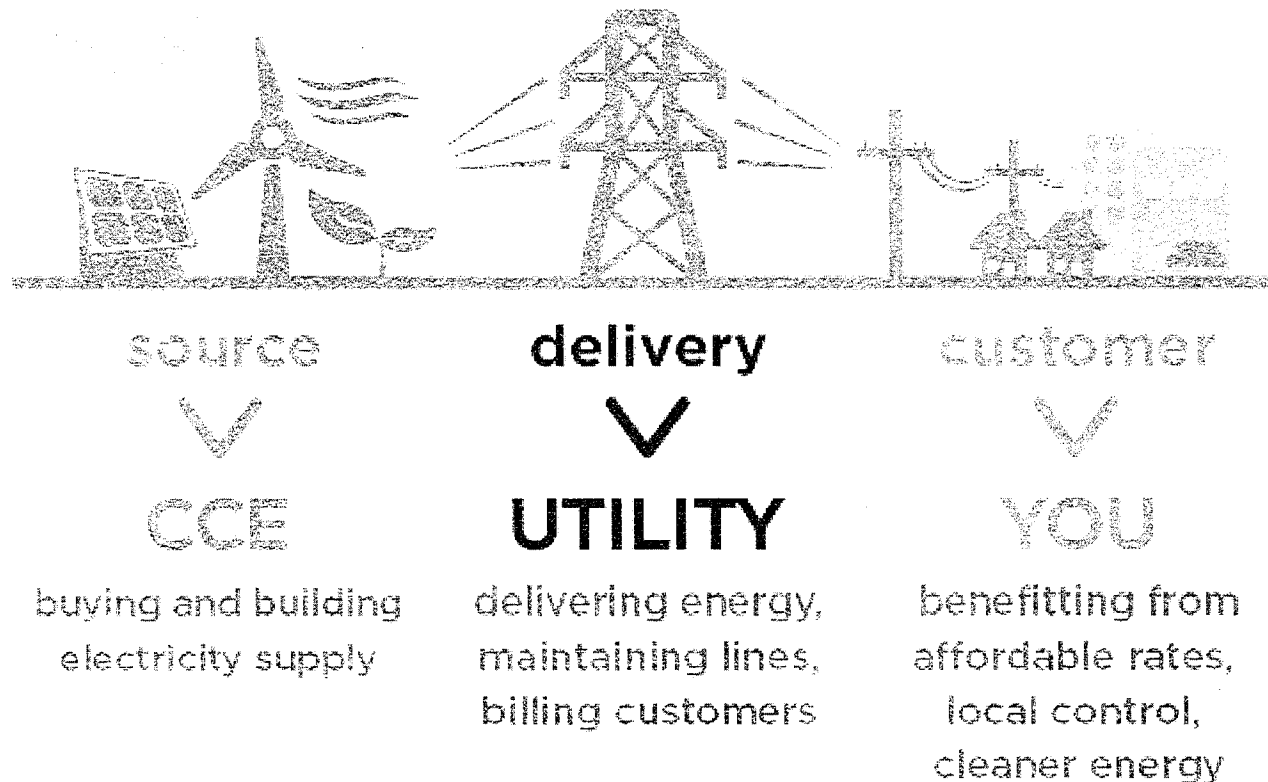 source
CCE
buying and building
electricity supply
delivery
UTILITY
delivering energy,
maintaining lines,
billing customers
customer
YOU
benefitting from
affordable rates,
local control,
cleaner energy